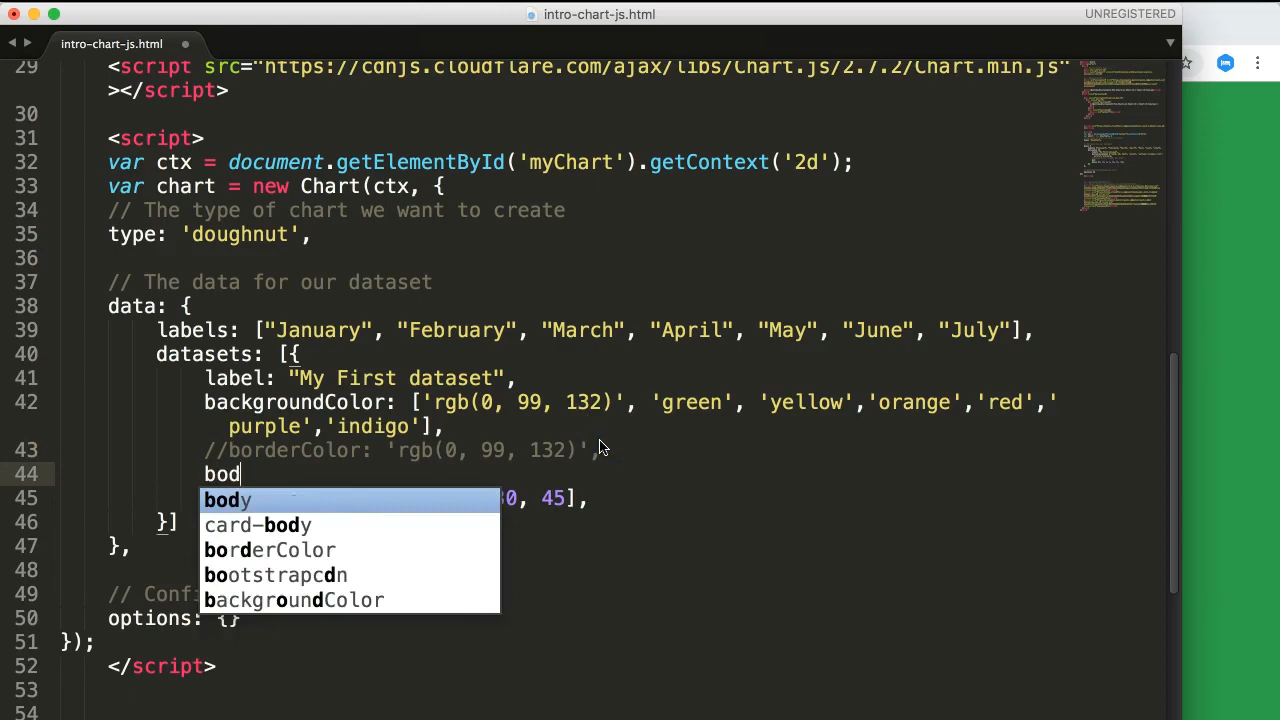 intro-chart-js.html
UNREGISTERED
intro-chart-js.html
29 <script src="https://cdnjs.cloudflare.com/ajax/libs/Chart.js/2.7.2/Chart.min.js"
></script>
30
31 <script>
32 var ctx = document.getElementById('myChart').getContext('2d');
33 var chart = new Chart(ctx, {
34 // The type of chart we want to create
35 type: 'doughnut',
36
37 // The data for our dataset
38 data: {
39 labels: ["January", "February", "March", "April", "May", "June", "July"],
40 datasets: [{
41 label: "My First dataset",
42 backgroundColor: ['rgb(0, 99, 132)', 'green', 'yellow','orange','red','
purple','indigo'],
43 //borderColor: 'rgb(0, 99, 132)',
44 bod
body
45 0, 45],
card-body
46 }]
borderColor
47 },
bootstrapcdn
48
49 // Conf
backgroundColor
50 options: {}
51 });
52 </script>
53
54